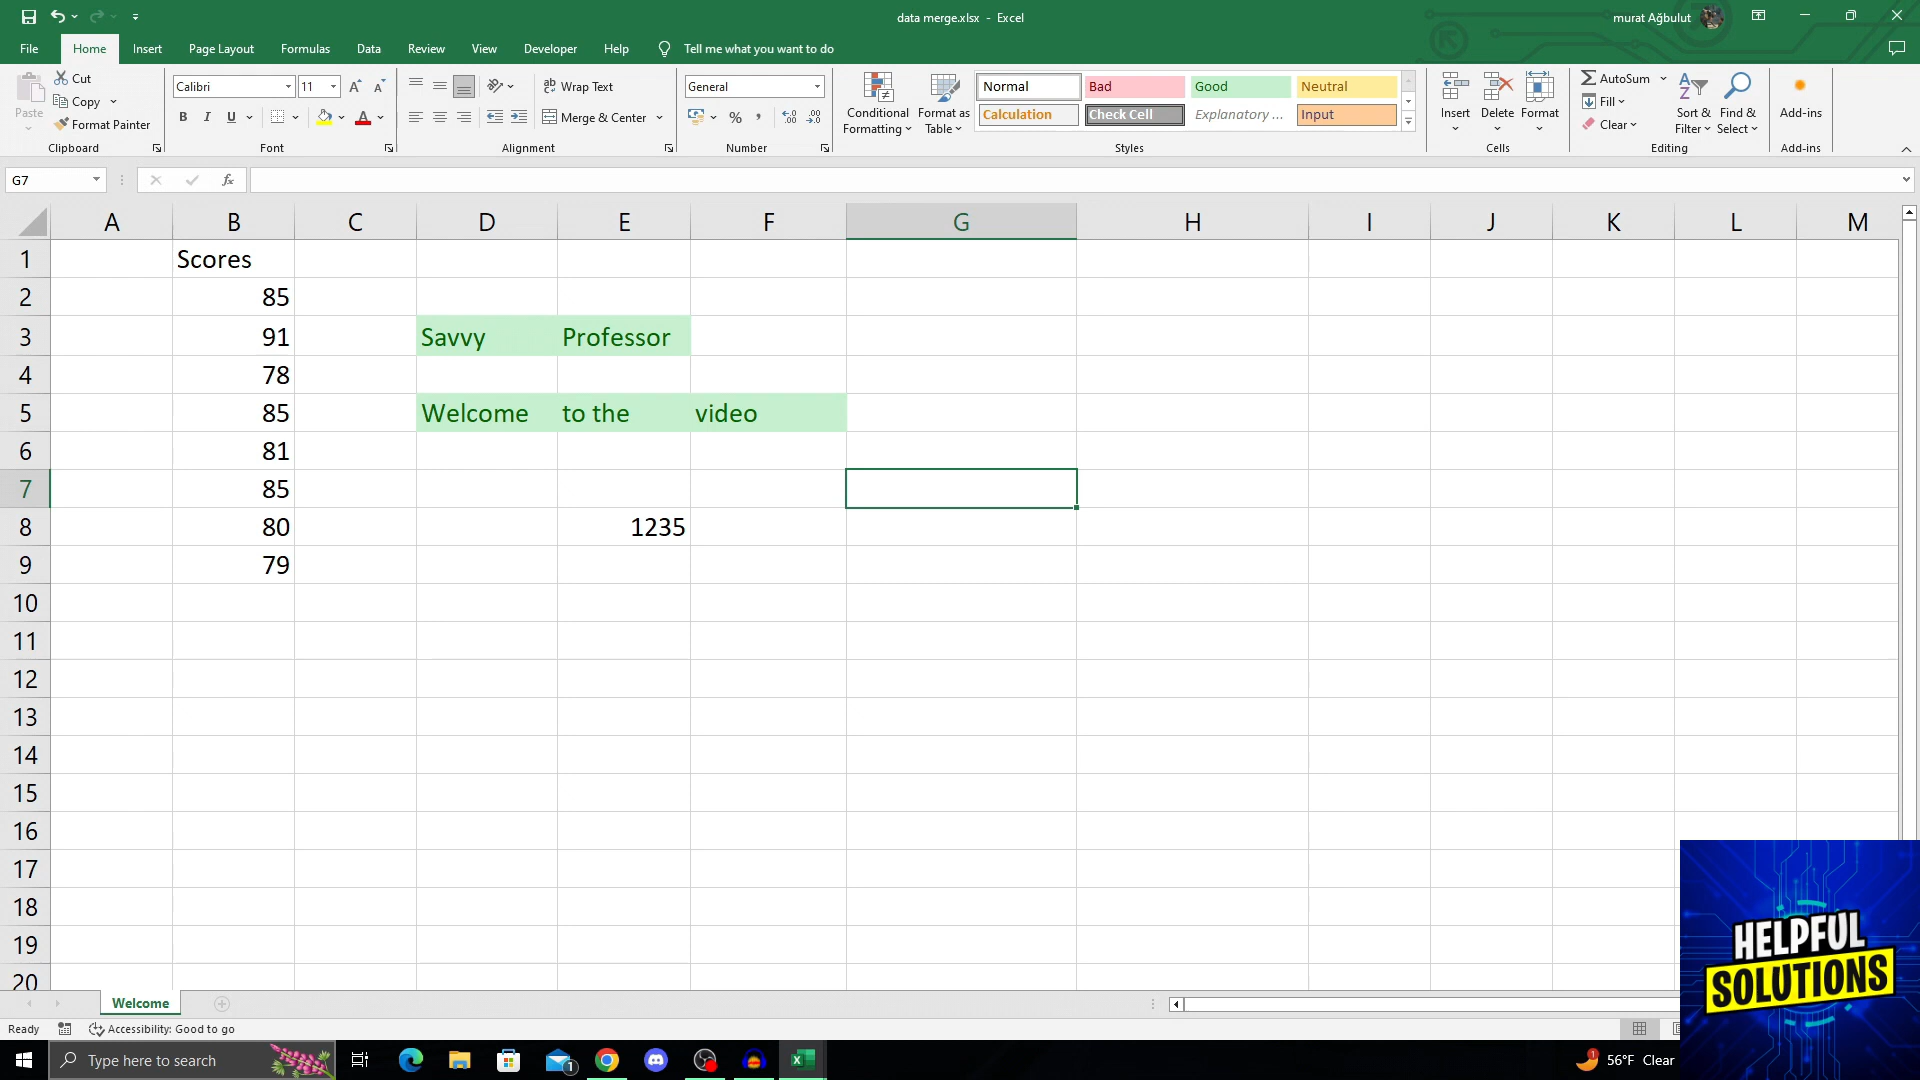 data merge.xlsx - Excel
murat Ağbulut
File Home Insert Page Layout Formulas Data Review View Developer Help Tell me what you want to do
Paste
Cut
Copy
Format Painter
Clipboard
Calibri 11
B I U
Font
Wrap Text
Merge & Center
Alignment
General
Number
Conditional Formatting
Format as Table
Normal Bad Good Neutral
Calculation Check Cell Explanatory ... Input
Styles
Insert Delete Format
Cells
AutoSum
Fill
Clear
Sort & Filter
Find & Select
Editing
Add-ins
Add-ins
G7
fx
A B C D E F G H I J K L M
1 Scores
2 85
3 91 Savvy Professor
4 78
5 85 Welcome to the video
6 81
7 85
8 80 1235
9 79
10
11
12
13
14
15
16
17
18
19
20
Welcome
Ready Accessibility: Good to go
HELPFUL
SOLUTIONS
Type here to search
1
1
56°F Clear